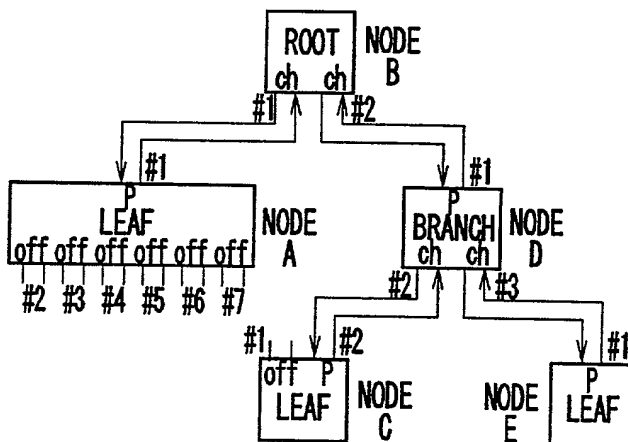 ROOT
NODE
B
ch ch
#1 #2
#1 #1
P
LEAF
off off off off off off
#2 #3 #4 #5 #6 #7
NODE
A
P
BRANCH
ch ch
NODE
D
#2 #3
#1 #2 #1
off P
LEAF
NODE
C
NODE
E
P
LEAF